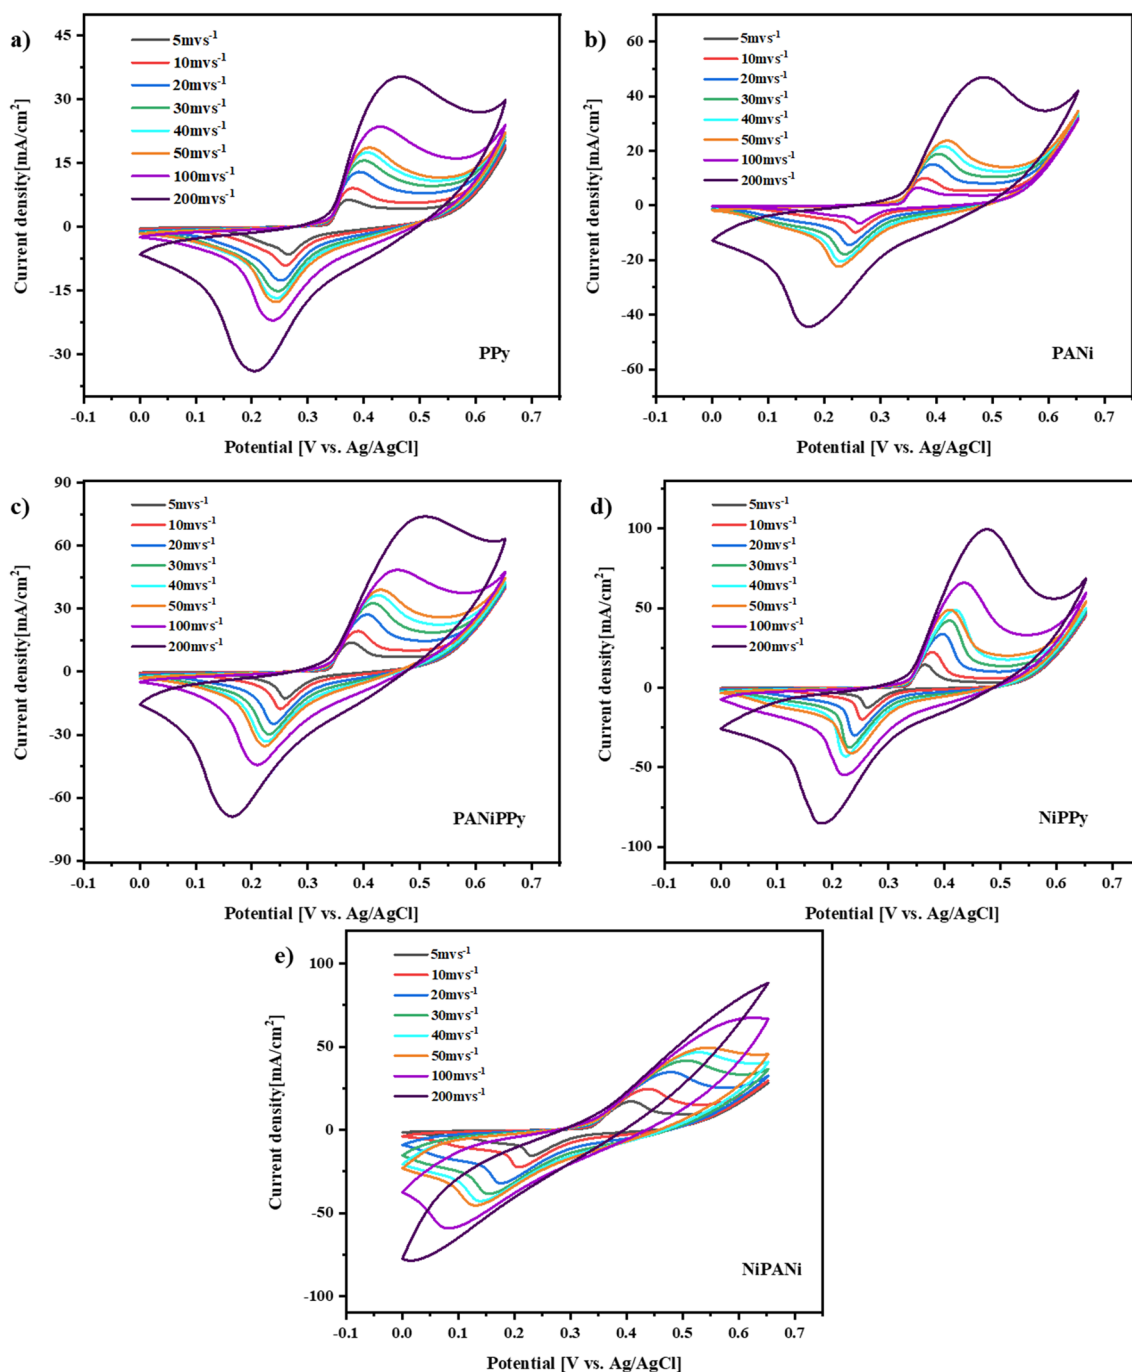 a)
45
30
15
0
-15
-30
Current density[mA/cm²]
5mvs⁻¹
10mvs⁻¹
20mvs⁻¹
30mvs⁻¹
40mvs⁻¹
50mvs⁻¹
100mvs⁻¹
200mvs⁻¹
PPy
-0.1 0.0 0.1 0.2 0.3 0.4 0.5 0.6 0.7
Potential [V vs. Ag/AgCl]
b)
60
40
20
0
-20
-40
-60
Current density[mA/cm²]
5mvs⁻¹
10mvs⁻¹
20mvs⁻¹
30mvs⁻¹
40mvs⁻¹
50mvs⁻¹
100mvs⁻¹
200mvs⁻¹
PANi
-0.1 0.0 0.1 0.2 0.3 0.4 0.5 0.6 0.7
Potential [V vs. Ag/AgCl]
c)
90
60
30
0
-30
-60
-90
Current density[mA/cm²]
5mvs⁻¹
10mvs⁻¹
20mvs⁻¹
30mvs⁻¹
40mvs⁻¹
50mvs⁻¹
100mvs⁻¹
200mvs⁻¹
PANiPPy
-0.1 0.0 0.1 0.2 0.3 0.4 0.5 0.6 0.7
Potential [V vs. Ag/AgCl]
d)
100
50
0
-50
-100
Current density[mA/cm²]
5mvs⁻¹
10mvs⁻¹
20mvs⁻¹
30mvs⁻¹
40mvs⁻¹
50mvs⁻¹
100mvs⁻¹
200mvs⁻¹
NiPPy
-0.1 0.0 0.1 0.2 0.3 0.4 0.5 0.6 0.7
Potential [V vs. Ag/AgCl]
e)
100
50
0
-50
-100
Current density[mA/cm²]
5mvs⁻¹
10mvs⁻¹
20mvs⁻¹
30mvs⁻¹
40mvs⁻¹
50mvs⁻¹
100mvs⁻¹
200mvs⁻¹
NiPANi
-0.1 0.0 0.1 0.2 0.3 0.4 0.5 0.6 0.7
Potential [V vs. Ag/AgCl]